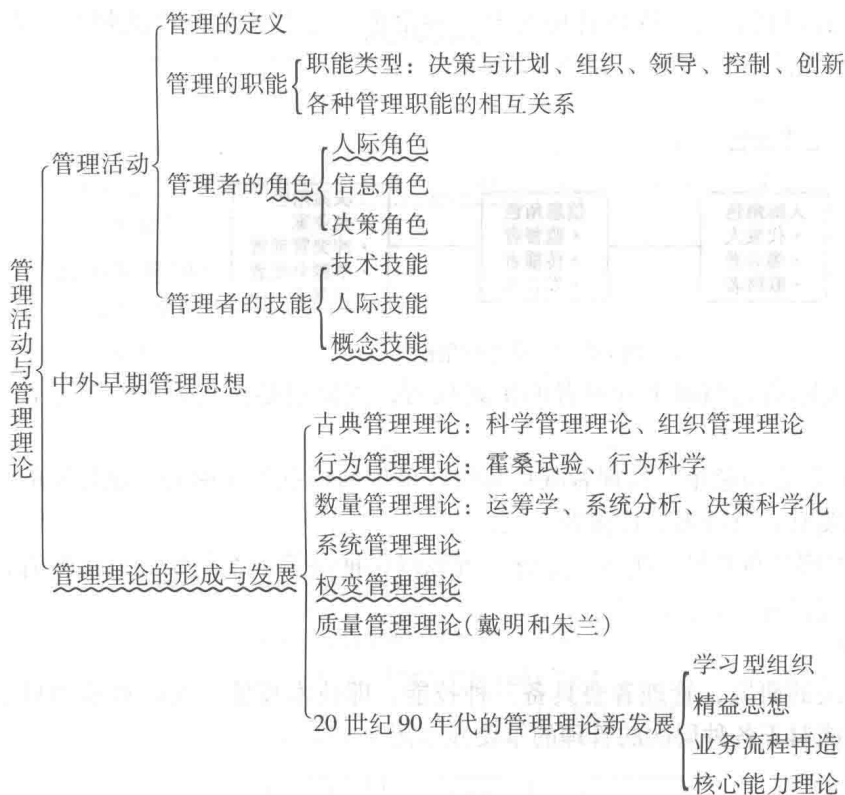 管理活动与管理理论
管理活动
管理的定义
管理的职能
职能类型：决策与计划、组织、领导、控制、创新
各种管理职能的相互关系
管理者的角色
人际角色
信息角色
决策角色
管理者的技能
技术技能
人际技能
概念技能
中外早期管理思想
管理理论的形成与发展
古典管理理论：科学管理理论、组织管理理论
行为管理理论：霍桑试验、行为科学
数量管理理论：运筹学、系统分析、决策科学化
系统管理理论
权变管理理论
质量管理理论(戴明和朱兰)
20 世纪 90 年代的管理理论新发展
学习型组织
精益思想
业务流程再造
核心能力理论